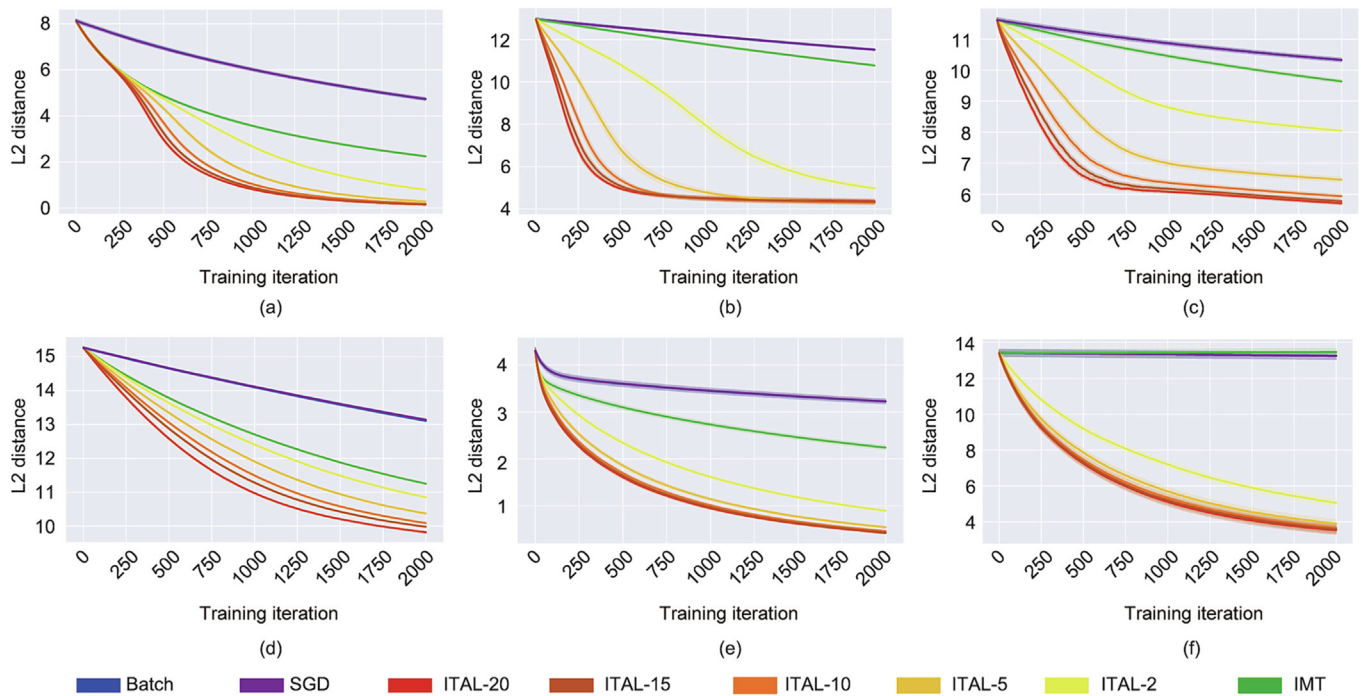 8
6
4
2
0
L2 distance
0 250 500 750 1000 1250 1500 1750 2000
Training iteration
(a)
12
10
8
6
4
L2 distance
0 250 500 750 1000 1250 1500 1750 2000
Training iteration
(b)
11
10
9
8
7
6
L2 distance
0 250 500 750 1000 1250 1500 1750 2000
Training iteration
(c)
15
14
13
12
11
10
L2 distance
0 250 500 750 1000 1250 1500 1750 2000
Training iteration
(d)
4
3
2
1
L2 distance
0 250 500 750 1000 1250 1500 1750 2000
Training iteration
(e)
14
12
10
8
6
4
L2 distance
0 250 500 750 1000 1250 1500 1750 2000
Training iteration
(f)
Batch SGD ITAL-20 ITAL-15 ITAL-10 ITAL-5 ITAL-2 IMT